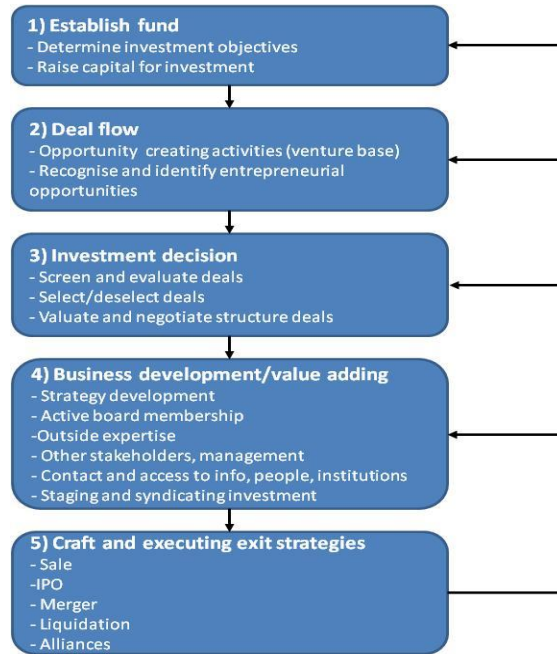 1) Establish fund
- Determine investment objectives
- Raise capital for investment
2) Deal flow
- Opportunity creating activities (venture base)
- Recognise and identify entrepreneurial
opportunities
3) Investment decision
- Screen and evaluate deals
- Select/deselect deals
- Valuate and negotiate structure deals
4) Business development/value adding
- Strategy development
- Active board membership
-Outside expertise
- Other stakeholders, management
- Contact and access to info, people, institutions
- Staging and syndicating investment
5) Craft and executing exit strategies
- Sale
-IPO
- Merger
- Liquidation
- Alliances